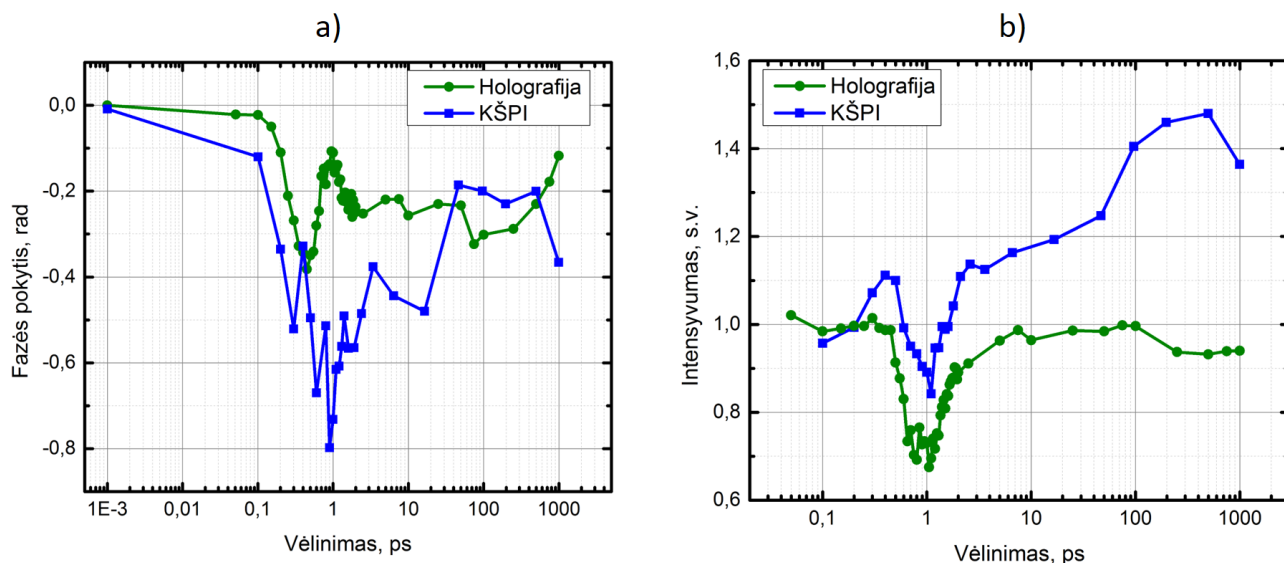 a)
Holografija
KŠPI
0,0
-0,2
-0,4
-0,6
-0,8
Fazės pokytis, rad
1E-3 0,01 0,1 1 10 100 1000
Vėlinimas, ps
b)
Holografija
KŠPI
1,6
1,4
1,2
1,0
0,8
0,6
Intensyvumas, s.v.
0,1 1 10 100 1000
Vėlinimas, ps